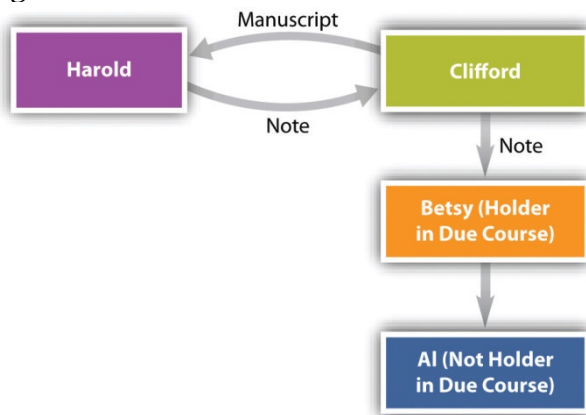 Manuscript
Harold
Clifford
Note
Note
Betsy (Holder
in Due Course)
Al (Not Holder
in Due Course)